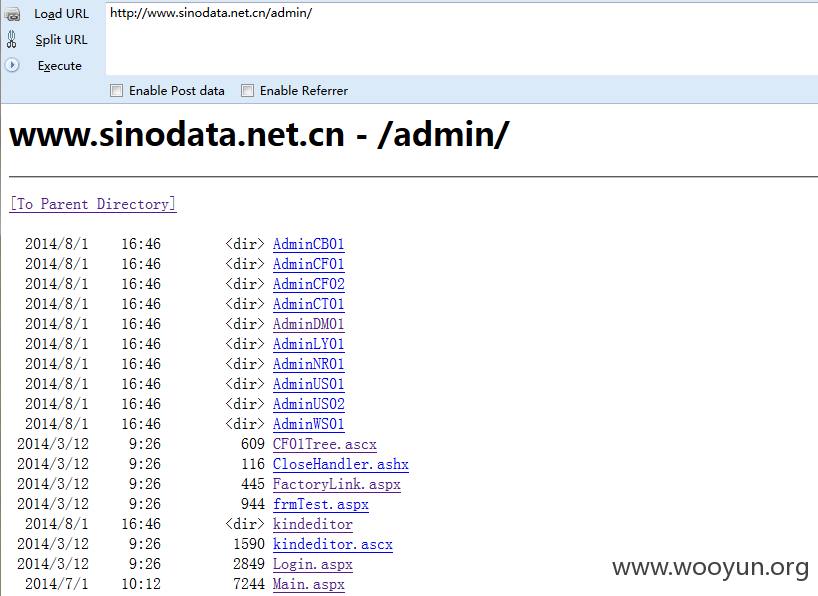 Load URL http://www.sinodata.net.cn/admin/
Split URL
Execute
Enable Post data Enable Referrer
www.sinodata.net.cn - /admin/
[To Parent Directory]
2014/8/1 16:46 <dir> AdminCB01
2014/8/1 16:46 <dir> AdminCF01
2014/8/1 16:46 <dir> AdminCF02
2014/8/1 16:46 <dir> AdminCT01
2014/8/1 16:46 <dir> AdminDM01
2014/8/1 16:46 <dir> AdminLY01
2014/8/1 16:46 <dir> AdminNR01
2014/8/1 16:46 <dir> AdminUS01
2014/8/1 16:46 <dir> AdminUS02
2014/8/1 16:46 <dir> AdminWS01
2014/3/12 9:26 609 CF01Tree.ascx
2014/3/12 9:26 116 CloseHandler.ashx
2014/3/12 9:26 445 FactoryLink.aspx
2014/3/12 9:26 944 frmTest.aspx
2014/8/1 16:46 <dir> kindeditor
2014/3/12 9:26 1590 kindeditor.ascx
2014/3/12 9:26 2849 Login.aspx
2014/7/1 10:12 7244 Main.aspx
www.wooyun.org